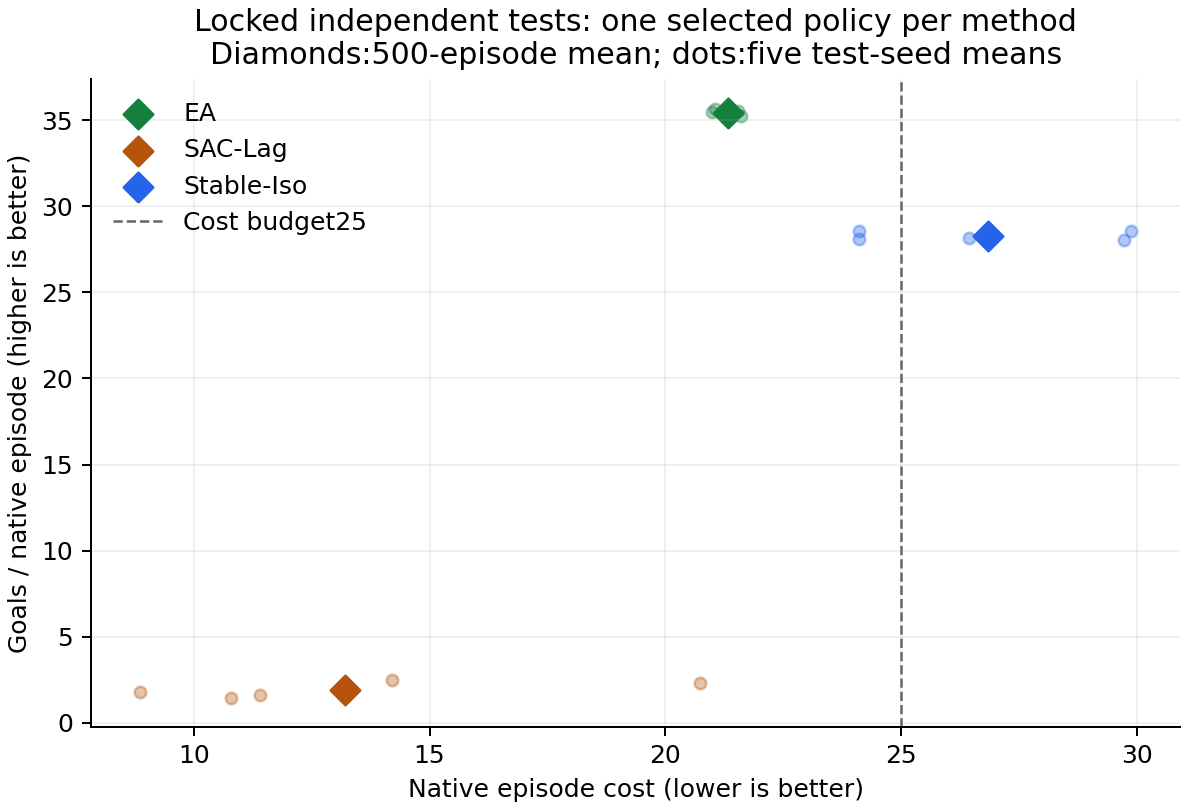 Locked independent tests: one selected policy per method
Diamonds:500-episode mean; dots:five test-seed means
EA
SAC-Lag
Stable-Iso
Cost budget25
Goals / native episode (higher is better)
35
30
25
20
15
10
5
0
10
15
20
25
30
Native episode cost (lower is better)